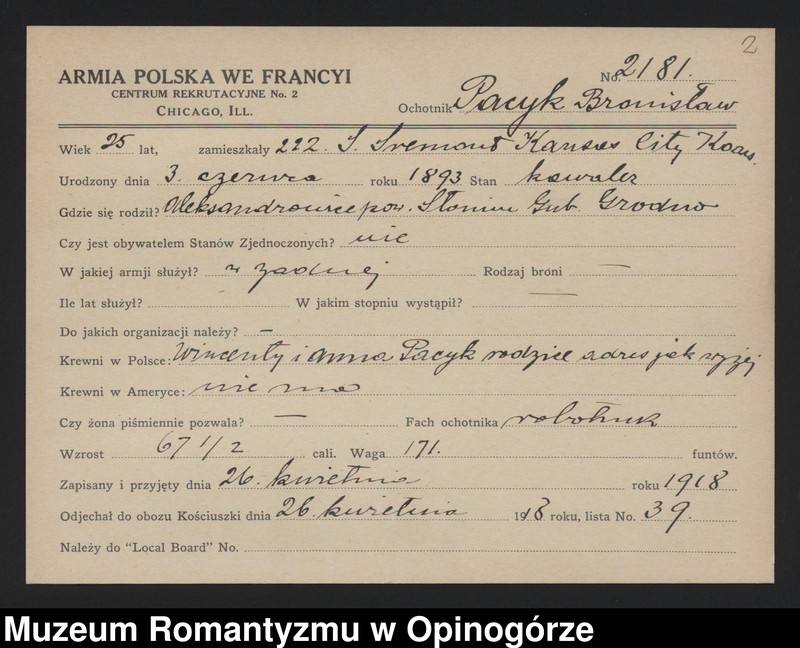 2
ARMIA POLSKA WE FRANCYI
CENTRUM REKRUTACYJNE No. 2
CHICAGO, ILL.
No. 2181.
Ochotnik Pacyk Bronisław
Wiek 25 lat, zamieszkały 222. S. Tremont Kansas City Kans.
Urodzony dnia 3. czerwca roku 1893 Stan kawaler
Gdzie się rodził? Aleksandrowice pow. Słonim Gub. Grodno
Czy jest obywatelem Stanów Zjednoczonych? nie
W jakiej armji służył? w żadnej Rodzaj broni —
Ile lat służył? W jakim stopniu wystąpił? —
Do jakich organizacji należy? —
Krewni w Polsce: Wincenty i Anna Pacyk rodzice adres jak wyżej
Krewni w Ameryce: nie ma
Czy żona piśmiennie pozwala? — Fach ochotnika robotnik
Wzrost 67 1/2 cali. Waga 171. funtów.
Zapisany i przyjęty dnia 26. kwietnia roku 1918
Odjechał do obozu Kościuszki dnia 26. kwietnia 1918 roku, lista No. 39.
Należy do "Local Board" No.
Muzeum Romantyzmu w Opinogórze